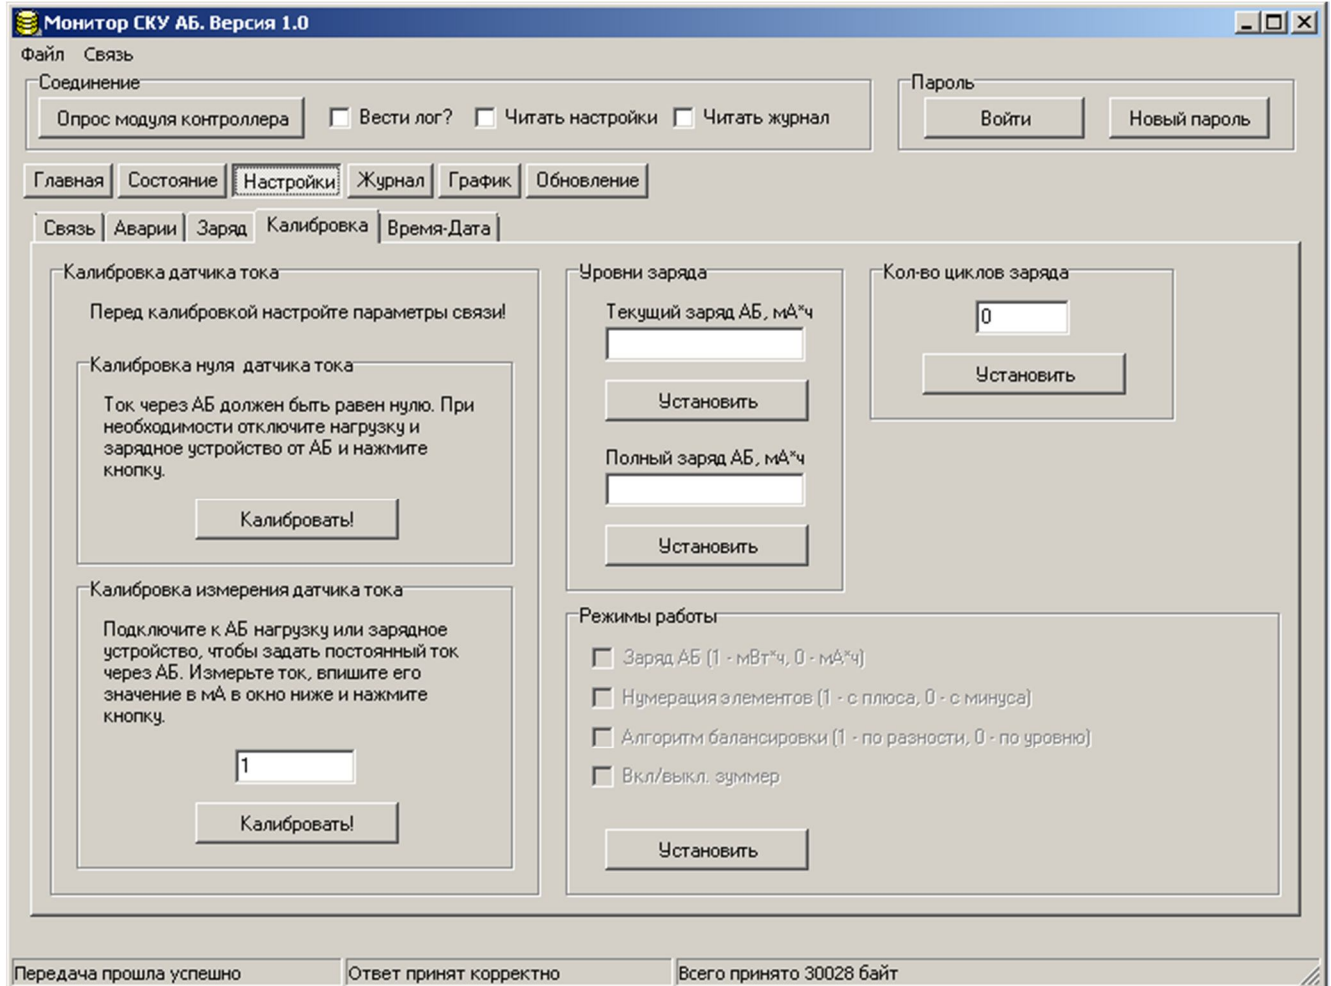 Монитор СКУ АБ. Версия 1.0
Файл Связь
Соединение
Опрос модуля контроллера Вести лог? Читать настройки Читать журнал
Пароль
Войти Новый пароль
Главная Состояние Настройки Журнал График Обновление
Связь Аварии Заряд Калибровка Время-Дата
Калибровка датчика тока
Перед калибровкой настройте параметры связи!
Калибровка нуля датчика тока
Ток через АБ должен быть равен нулю. При
необходимости отключите нагрузку и
зарядное устройство от АБ и нажмите
кнопку.
Калибровать!
Калибровка измерения датчика тока
Подключите к АБ нагрузку или зарядное
устройство, чтобы задать постоянный ток
через АБ. Измерьте ток, впишите его
значение в мА в окно ниже и нажмите
кнопку.
1
Калибровать!
Уровни заряда
Текущий заряд АБ, мА*ч
Установить
Полный заряд АБ, мА*ч
Установить
Кол-во циклов заряда
0
Установить
Режимы работы
Заряд АБ (1 - мВт*ч, 0 - мА*ч)
Нумерация элементов (1 - с плюса, 0 - с минуса)
Алгоритм балансировки (1 - по разности, 0 - по уровню)
Вкл/выкл. зуммер
Установить
Передача прошла успешно Ответ принят корректно Всего принято 30028 байт